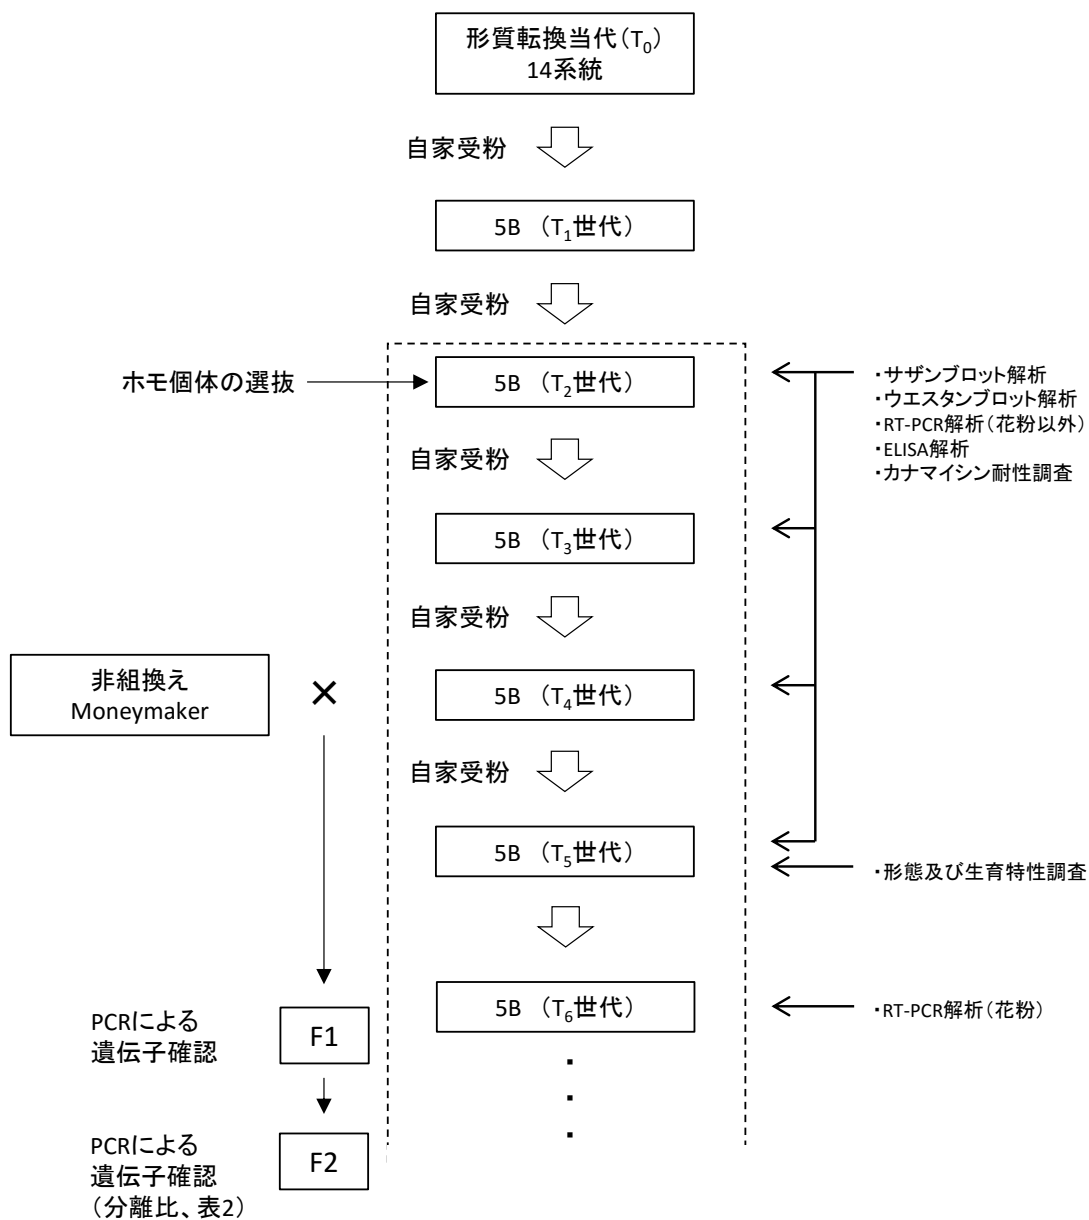 形質転換当代(T0)
14系統
自家受粉
5B (T1世代)
自家受粉
ホモ個体の選抜
5B (T2世代)
・サザンブロット解析
・ウエスタンブロット解析
・RT-PCR解析(花粉以外)
・ELISA解析
・カナマイシン耐性調査
自家受粉
5B (T3世代)
自家受粉
非組換え
Moneymaker
×
5B (T4世代)
自家受粉
5B (T5世代)
・形態及び生育特性調査
5B (T6世代)
・RT-PCR解析(花粉)
PCRによる
遺伝子確認
F1
・
・
・
PCRによる
遺伝子確認
(分離比、表2)
F2